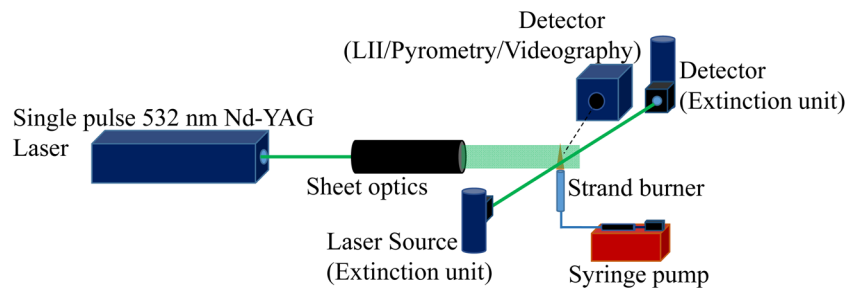 Detector
(LII/Pyrometry/Videography)
Detector
(Extinction unit)
Single pulse 532 nm Nd-YAG
Laser
Sheet optics
Strand burner
Laser Source
(Extinction unit)
Syringe pump